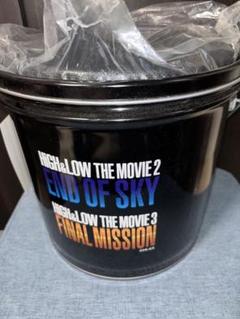 HIGH&LOW THE MOVIE 2
END OF SKY
HIGH&LOW THE MOVIE 3
FINAL MISSION